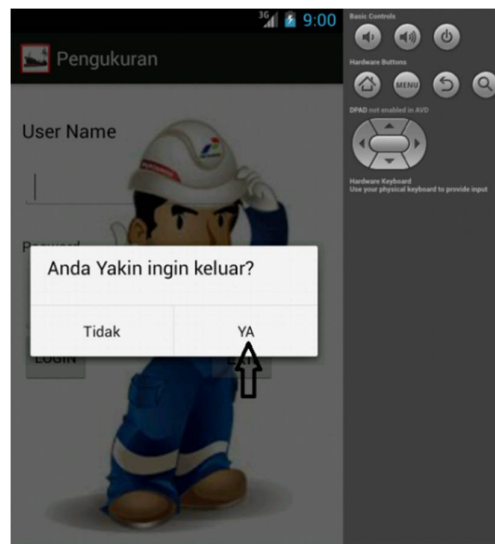 3G 9:00
Pengukuran
User Name
Anda Yakin ingin keluar?
Tidak YA
LOGIN
Basic Controls
Hardware Buttons
MENU
DPAD not enabled in AVD
Hardware Keyboard
Use your physical keyboard to provide input